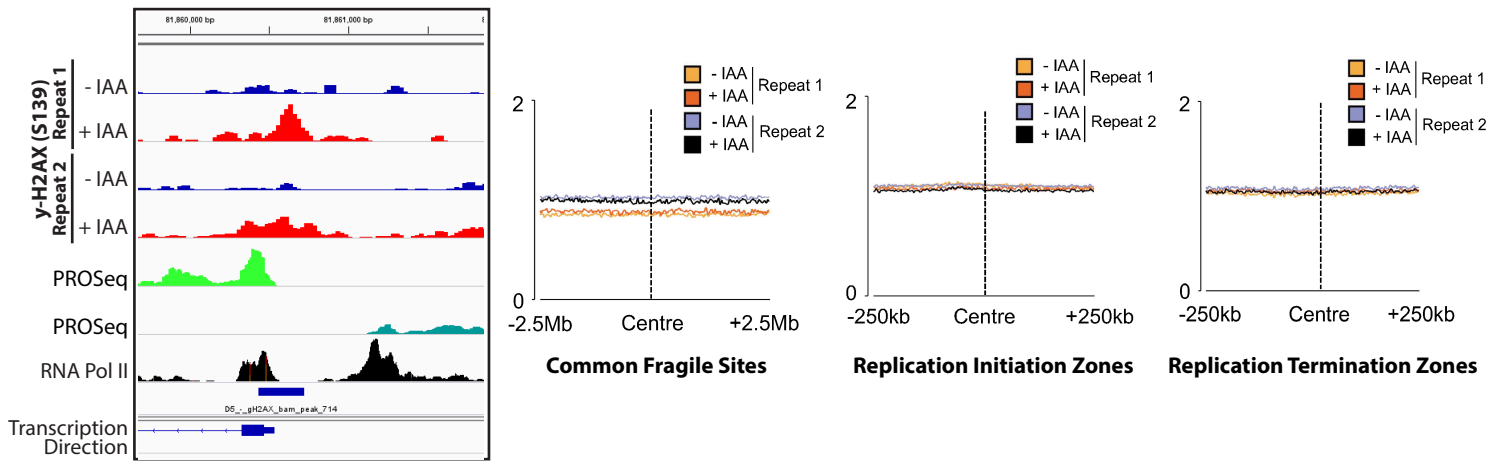 81,860,000 bp
81,861,000 bp
8
γ-H2AX (S139)
Repeat 1
- IAA
+ IAA
Repeat 2
- IAA
+ IAA
PROSeq
PROSeq
RNA Pol II
D5_-_gH2AX_bam_peak_714
Transcription
Direction
- IAA
+ IAA
Repeat 1
- IAA
+ IAA
Repeat 2
2
0
-2.5Mb
Centre
+2.5Mb
Common Fragile Sites
- IAA
+ IAA
Repeat 1
- IAA
+ IAA
Repeat 2
2
0
-250kb
Centre
+250kb
Replication Initiation Zones
- IAA
+ IAA
Repeat 1
- IAA
+ IAA
Repeat 2
2
0
-250kb
Centre
+250kb
Replication Termination Zones